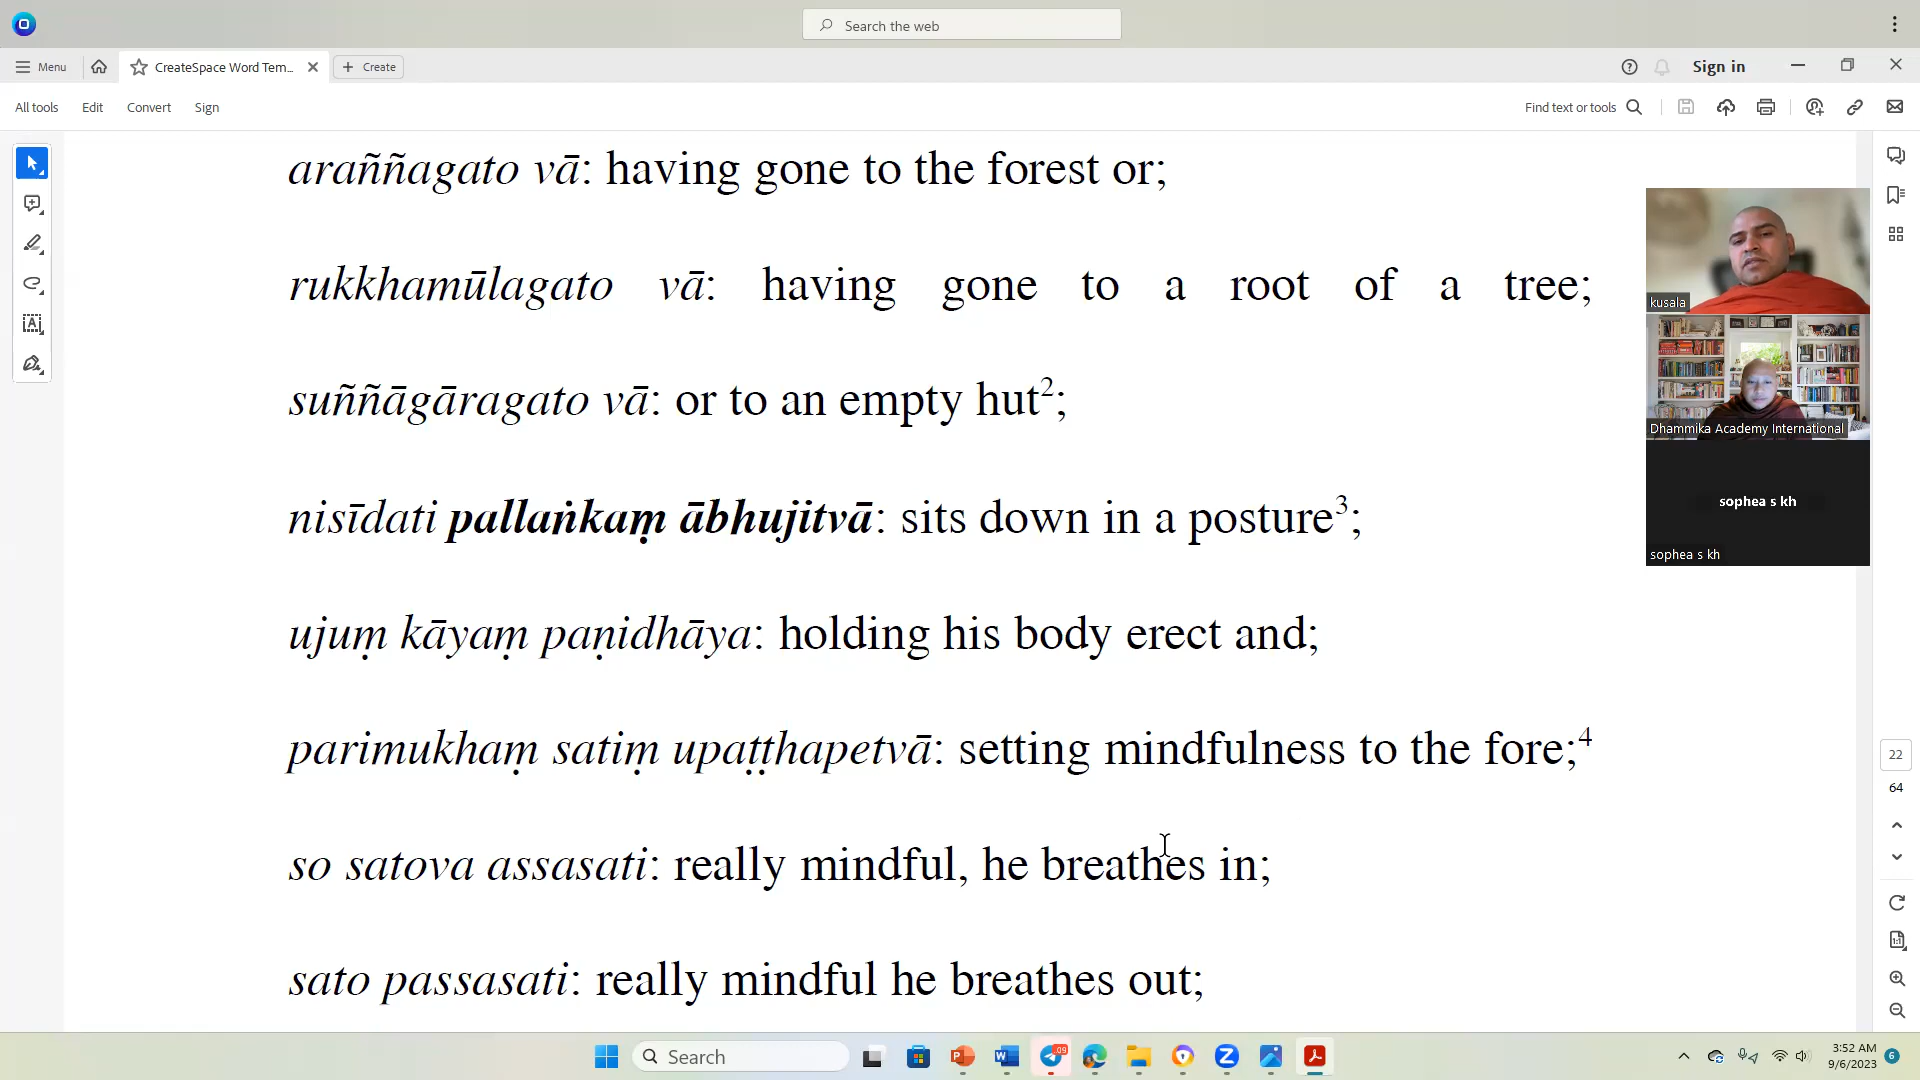 Search the web
Menu
CreateSpace Word Tem...
Create
Sign in
All tools Edit Convert Sign
Find text or tools
araññagato vā: having gone to the forest or;
rukkhamūlagato vā: having gone to a root of a tree;
suññāgāragato vā: or to an empty hut2;
nisīdati pallaṅkaṃ ābhujitvā: sits down in a posture3;
ujuṃ kāyaṃ paṇidhāya: holding his body erect and;
parimukhaṃ satiṃ upaṭṭhapetvā: setting mindfulness to the fore;4
so satova assasati: really mindful, he breathes in;
sato passasati: really mindful he breathes out;
kusala
Dhammika Academy International
sophea s kh
sophea s kh
22
64
Search
3:52 AM
9/6/2023